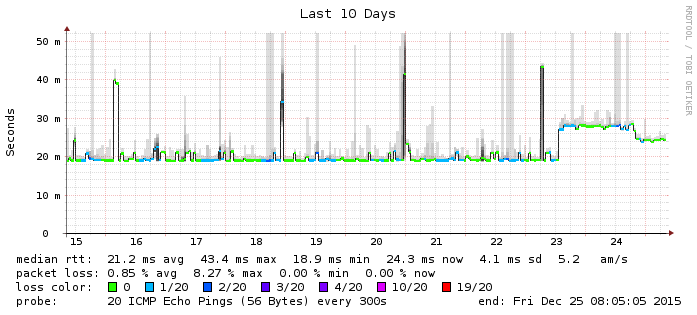 Last 10 Days
RRDTOOL / TOBI OETIKER
Seconds
50 m
40 m
30 m
20 m
10 m
0
15 16 17 18 19 20 21 22 23 24
median rtt: 21.2 ms avg 43.4 ms max 18.9 ms min 24.3 ms now 4.1 ms sd 5.2 am/s
packet loss: 0.85 % avg 8.27 % max 0.00 % min 0.00 % now
loss color: 0 1/20 2/20 3/20 4/20 10/20 19/20
probe: 20 ICMP Echo Pings (56 Bytes) every 300s end: Fri Dec 25 08:05:05 2015